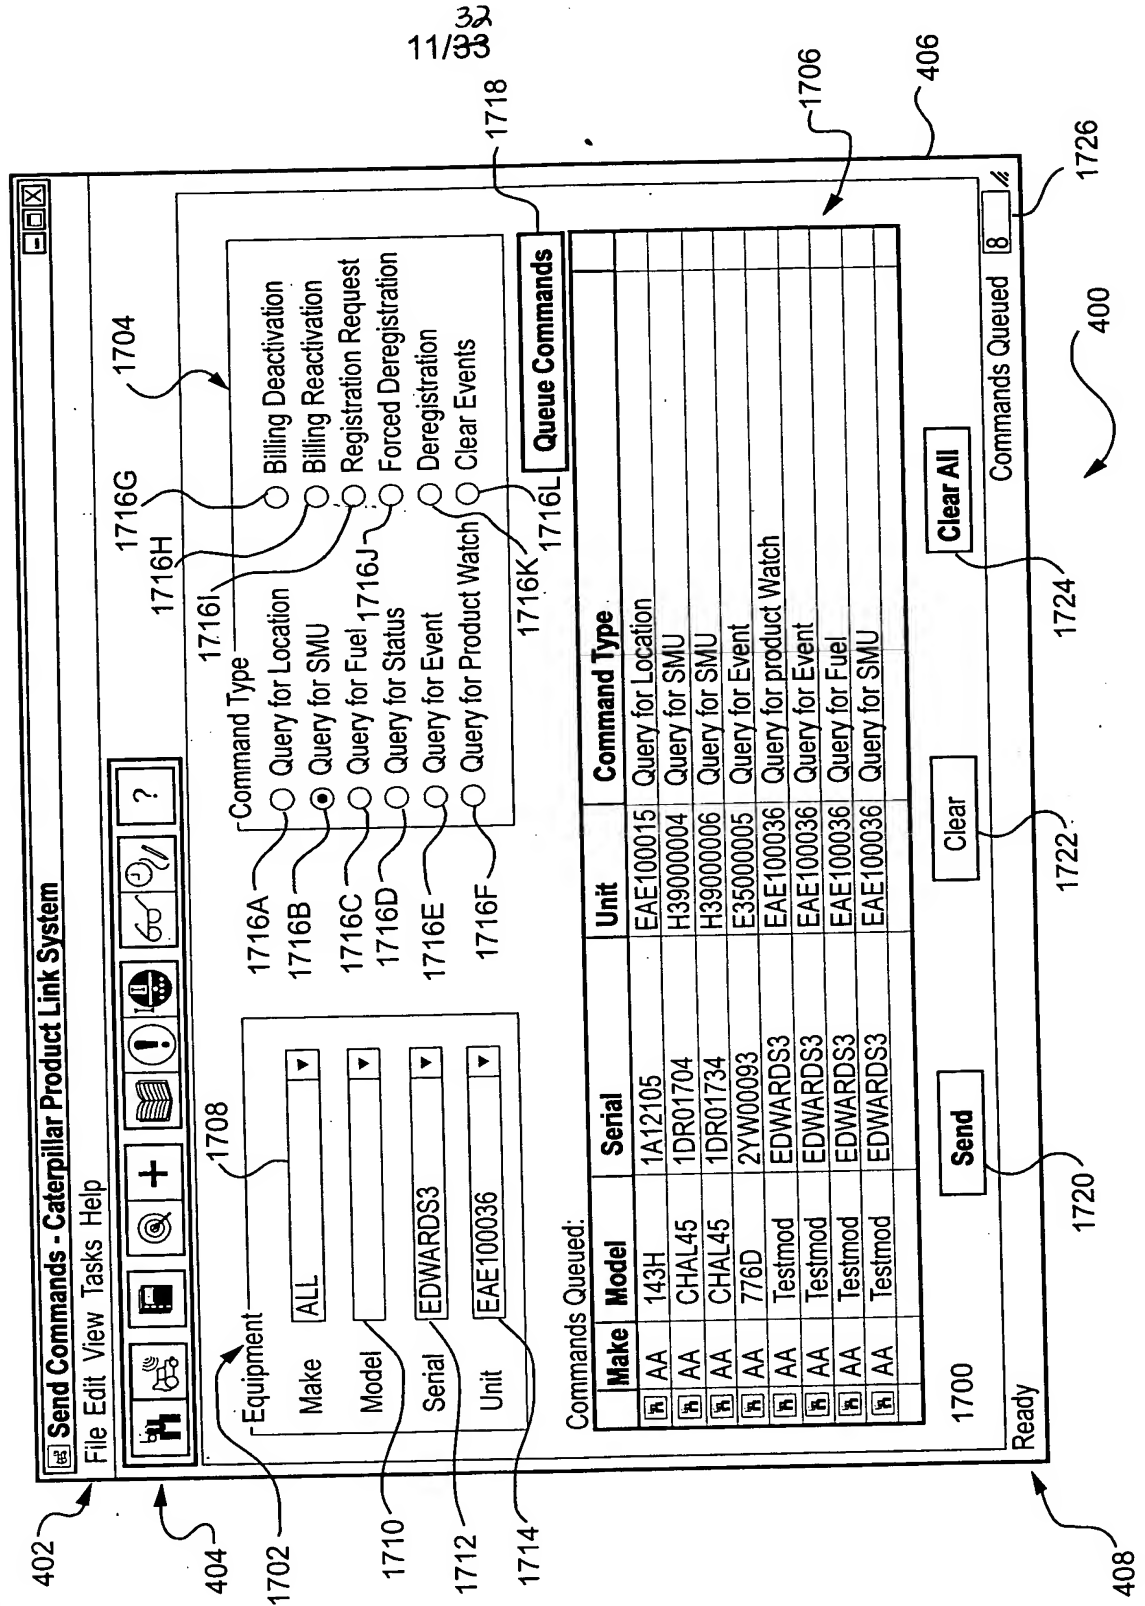 32
11/33
Send Commands - Caterpillar Product Link System
File Edit View Tasks Help
402
404
?
1702
Equipment
Make
ALL
1708
Model
1710
Serial
EDWARDS3
1712
Unit
EAE100036
1714
Command Type
1704
1716A
Query for Location
1716B
Query for SMU
1716C
Query for Fuel
1716D
Query for Status
1716E
Query for Event
1716F
Query for Product Watch
1716G
Billing Deactivation
1716H
Billing Reactivation
1716I
Registration Request
1716J
Forced Deregistration
1716K
Deregistration
1716L
Clear Events
Queue Commands
1718
Commands Queued:
Make Model Serial Unit Command Type
AA 143H 1A12105 EAE100015 Query for Location
AA CHAL45 1DR01704 H39000004 Query for SMU
AA CHAL45 1DR01734 H39000006 Query for SMU
AA 776D 2YW00093 E35000005 Query for Event
AA Testmod EDWARDS3 EAE100036 Query for product Watch
AA Testmod EDWARDS3 EAE100036 Query for Event
AA Testmod EDWARDS3 EAE100036 Query for Fuel
AA Testmod EDWARDS3 EAE100036 Query for SMU
1706
1700
Send
Clear
Clear All
Ready
Commands Queued 8
406
408
1720
1722
1724
1726
400